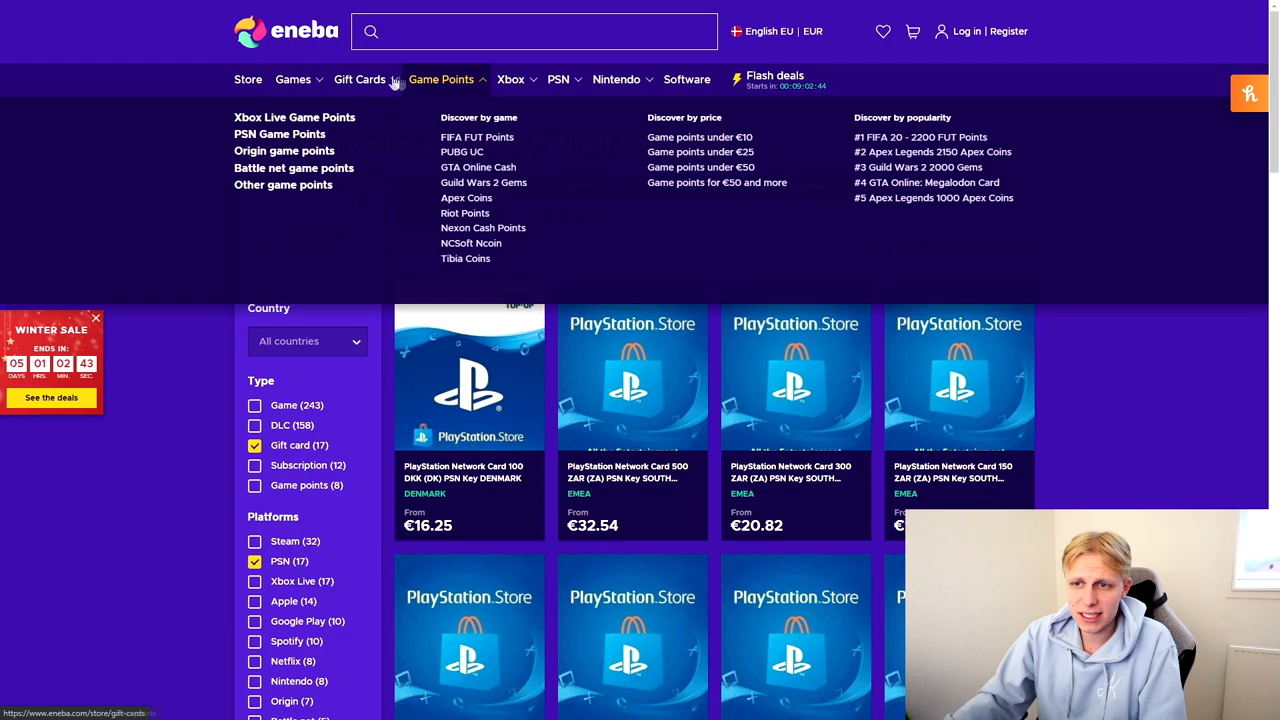 eneba
English EU | EUR
Log in | Register
Store
Games
Gift Cards
Game Points
Xbox
PSN
Nintendo
Software
Flash deals
Starts in: 00:09:02:44
Xbox Live Game Points
PSN Game Points
Origin game points
Battle net game points
Other game points
Discover by game
FIFA FUT Points
PUBG UC
GTA Online Cash
Guild Wars 2 Gems
Apex Coins
Riot Points
Nexon Cash Points
NCSoft Ncoin
Tibia Coins
Discover by price
Game points under €10
Game points under €25
Game points under €50
Game points for €50 and more
Discover by popularity
#1 FIFA 20 - 2200 FUT Points
#2 Apex Legends 2150 Apex Coins
#3 Guild Wars 2 2000 Gems
#4 GTA Online: Megalodon Card
#5 Apex Legends 1000 Apex Coins
WINTER SALE
ENDS IN:
05 01 02 43
DAYS HRS. MIN. SEC.
See the deals
Country
All countries
Type
Game (243)
DLC (158)
Gift card (17)
Subscription (12)
Game points (8)
Platforms
Steam (32)
PSN (17)
Xbox Live (17)
Apple (14)
Google Play (10)
Spotify (10)
Netflix (8)
Nintendo (8)
Origin (7)
TOP-UP
PlayStation Store
PlayStation Network Card 100
DKK (DK) PSN Key DENMARK
DENMARK
From
€16.25
PlayStation Store
PlayStation Network Card 500
ZAR (ZA) PSN Key SOUTH...
EMEA
From
€32.54
PlayStation Store
PlayStation Network Card 300
ZAR (ZA) PSN Key SOUTH...
EMEA
From
€20.82
PlayStation Store
PlayStation Network Card 150
ZAR (ZA) PSN Key SOUTH...
EMEA
PlayStation Store
PlayStation Store
PlayStation Store
https://www.eneba.com/store/gift-cards